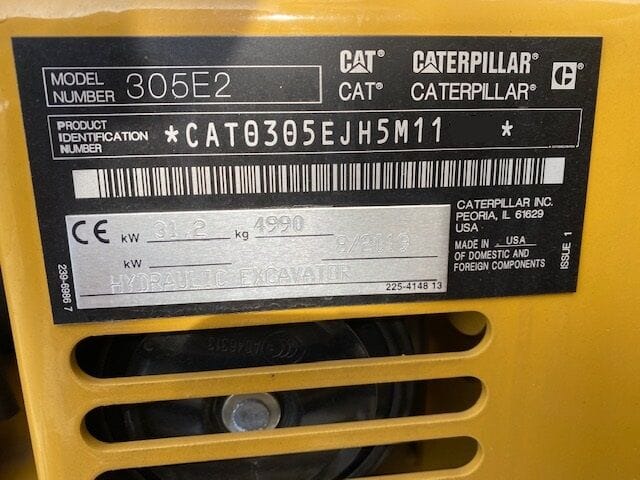 MODEL NUMBER 305E2
CAT® CATERPILLAR®
CAT® CATERPILLAR®
PRODUCT IDENTIFICATION NUMBER *CAT0305EJH5M11 *
CATERPILLAR INC.
PEORIA, IL 61629
USA
MADE IN USA
OF DOMESTIC AND
FOREIGN COMPONENTS
ISSUE 1
CE kW 31.2 kg 4990
kW 8/2019
HYDRAULIC EXCAVATOR
225-4148 13
239-6986 7